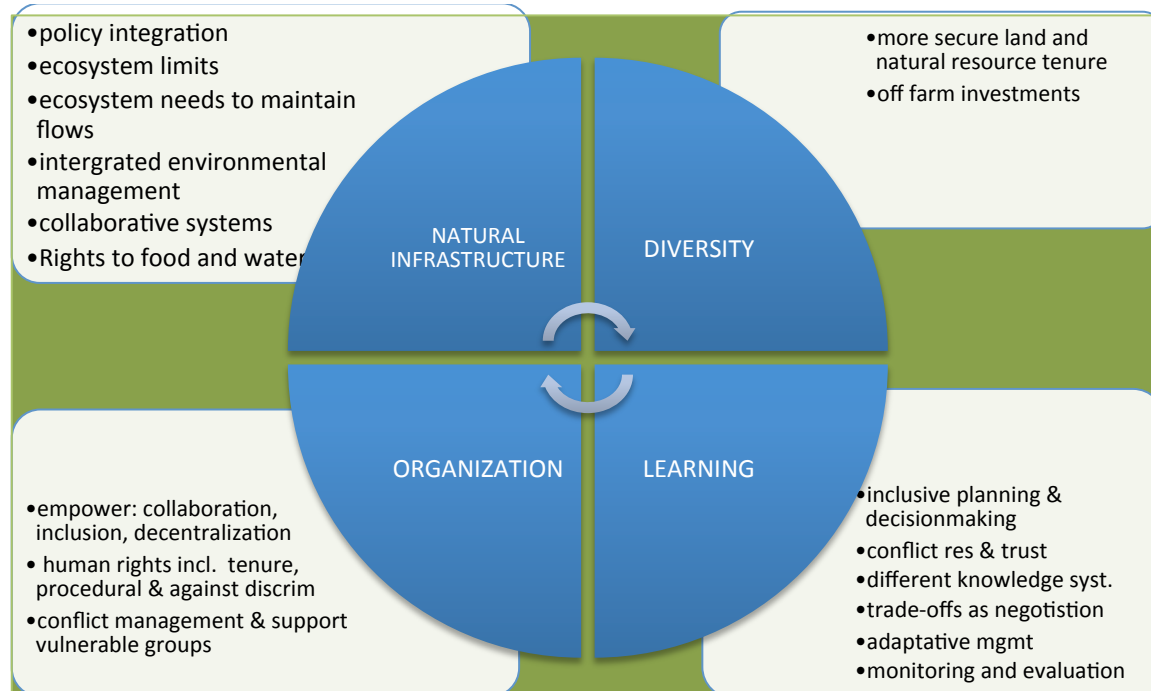 •policy integration
•ecosystem limits
•ecosystem needs to maintain
flows
•intergrated environmental
management
•collaborative systems
•Rights to food and water
•more secure land and
natural resource tenure
•off farm investments
NATURAL
INFRASTRUCTURE
DIVERSITY
ORGANIZATION
LEARNING
•empower: collaboration,
inclusion, decentralization
• human rights incl. tenure,
procedural & against discrim
•conflict management & support
vulnerable groups
•inclusive planning &
decisionmaking
•conflict res & trust
•different knowledge syst.
•trade-offs as negotistion
•adaptative mgmt
•monitoring and evaluation